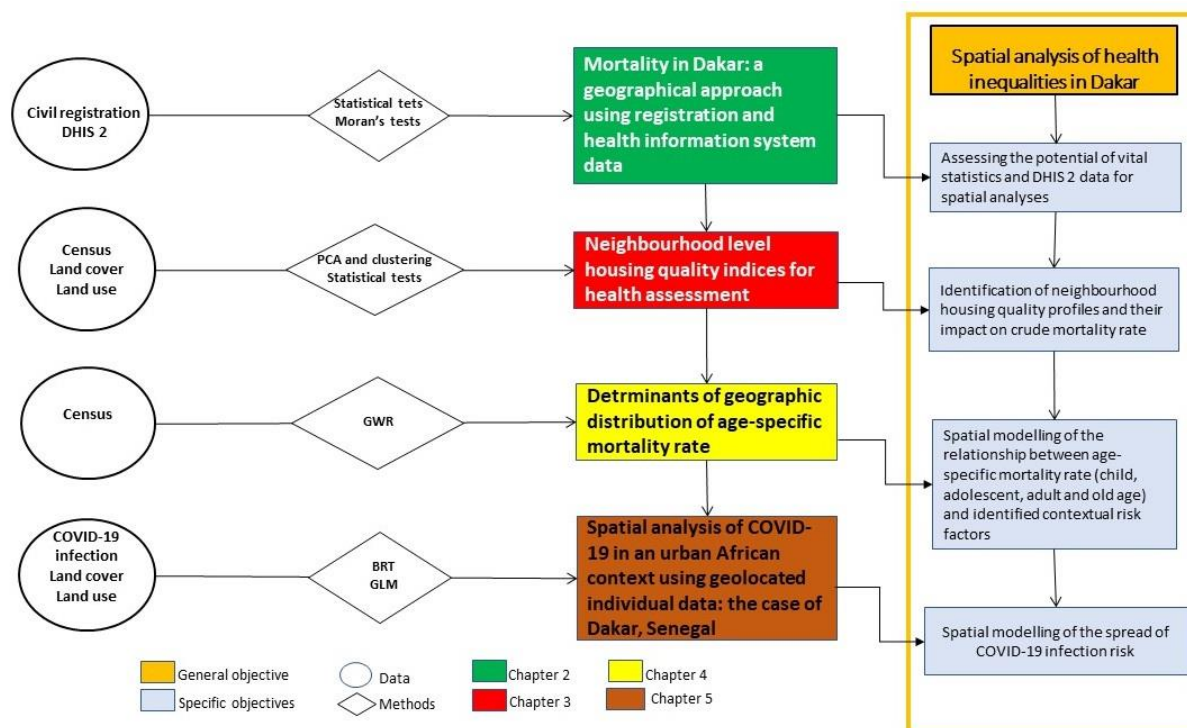 Civil registration
DHIS 2
Statistical tets
Moran's tests
Mortality in Dakar: a
geographical approach
using registration and
health information system
data
Spatial analysis of health
inequalities in Dakar
Assessing the potential of vital
statistics and DHIS 2 data for
spatial analyses
Census
Land cover
Land use
PCA and clustering
Statistical tests
Neighbourhood level
housing quality indices for
health assessment
Identification of neighbourhood
housing quality profiles and their
impact on crude mortality rate
Census
GWR
Detrminants of geographic
distribution of age-specific
mortality rate
Spatial modelling of the
relationship between age-
specific mortality rate (child,
adolescent, adult and old age)
and identified contextual risk
factors
COVID-19
infection
Land cover
Land use
BRT
GLM
Spatial analysis of COVID-
19 in an urban African
context using geolocated
individual data: the case of
Dakar, Senegal
Spatial modelling of the spread of
COVID-19 infection risk
General objective
Data
Chapter 2
Chapter 4
Specific objectives
Methods
Chapter 3
Chapter 5